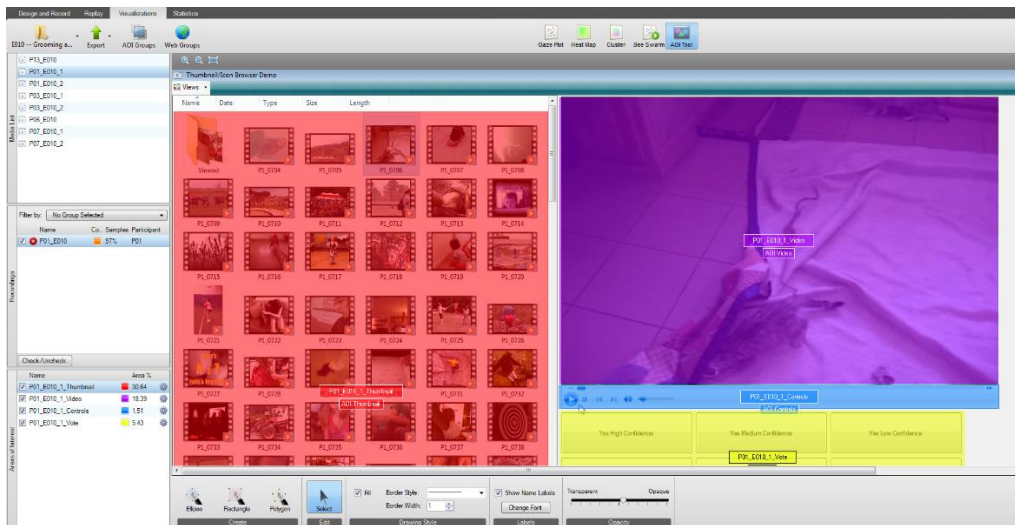 Design and Record Replay Visualizations Statistics
E010 -- Grooming a... Export AOI Groups Web Groups
Gaze Plot Heat Map Cluster Bee Swarm AOI Tool
Media List
P13_E010
P01_E010_1
P01_E010_2
P03_E010_1
P03_E010_2
P06_E010
P07_E010_1
P07_E010_2
Recordings
Filter by: No Group Selected
Name Co... Samples Participant
P01_E010 97% P01
Check/Uncheck
Areas of Interest
Name Area %
P01_E010_1_Thumbnail 30.64
P01_E010_1_Video 18.39
P01_E010_1_Controls 1.51
P01_E010_1_Vote 5.43
Thumbnail/Icon Browser Demo
Views
Name Date Type Size Length
Viewed P1_0704 P1_0705 P1_0706 P1_0707 P1_0708
P1_0709 P1_0710 P1_0711 P1_0712 P1_0713 P1_0714
P1_0715 P1_0716 P1_0717 P1_0718 P1_0719 P1_0720
P1_0721 P1_0722 P1_0723 P1_0724 P1_0725 P1_0726
P1_0727 P1_0728 P1_0731 P1_0732
P01_E010_1_Thumbnail
AOI:Thumbnail
P1_0733 P1_0734 P1_0735 P1_0736 P1_0737 P1_0738
P01_E010_1_Video
AOI:Video
P01_E010_1_Controls
AOI:Controls
Yes High Confidence Yes Medium Confidence Yes Low Confidence
P01_E010_1_Vote
Ellipse Rectangle Polygon
Create
Select
Edit
Fill Border Style:
Border Width: 1
Drawing Style
Show Name Labels
Change Font
Labels
Transparent Opaque
Opacity